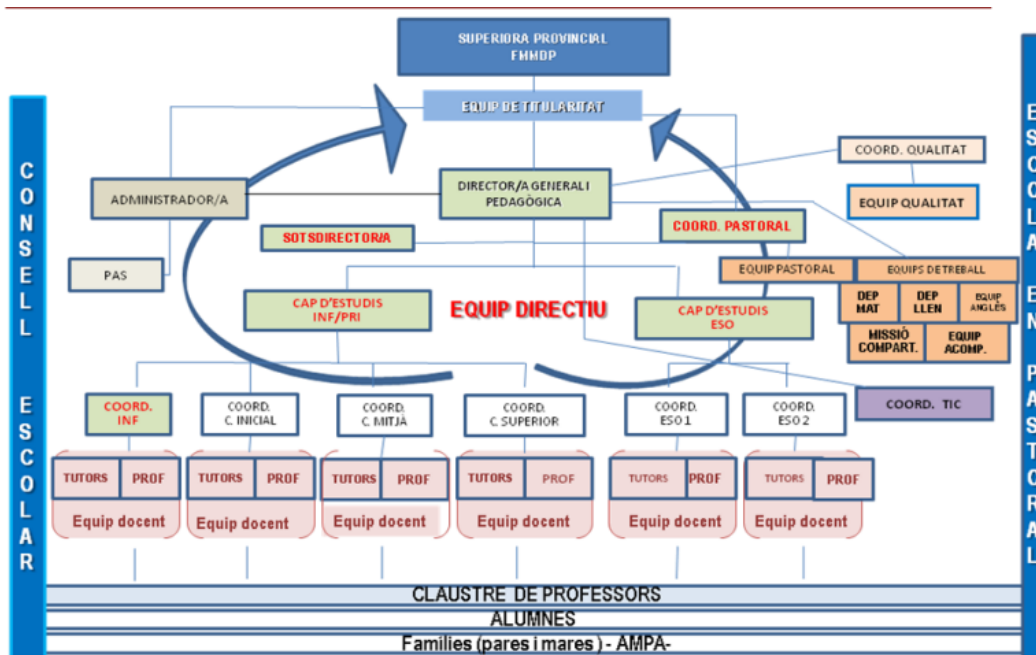 SUPERIORA PROVINCIAL
FMMDP
EQUIP DE TITULARITAT
CONSELL ESCOLAR
ESCOLA EN PASTORAL
COORD. QUALITAT
EQUIP QUALITAT
ADMINISTRADOR/A
DIRECTOR/A GENERAL I
PEDAGÒGICA
SOTSDIRECTOR/A
COORD. PASTORAL
PAS
EQUIP PASTORAL
EQUIPS DE TREBALL
DEP
MAT
DEP
LLEN
EQUIP
ANGLÈS
MISSIÓ
COMPART.
EQUIP
ACOMP.
CAP D'ESTUDIS
INF/PRI
EQUIP DIRECTIU
CAP D'ESTUDIS
ESO
COORD. TIC
COORD.
INF
COORD.
C. INICIAL
COORD.
C. MITJÀ
COORD.
C. SUPERIOR
COORD.
ESO 1
COORD.
ESO 2
TUTORS PROF
Equip docent
TUTORS PROF
Equip docent
TUTORS PROF
Equip docent
TUTORS PROF
Equip docent
TUTORS PROF
Equip docent
TUTORS PROF
Equip docent
CLAUSTRE DE PROFESSORS
ALUMNES
Famílies (pares i mares) - AMPA-